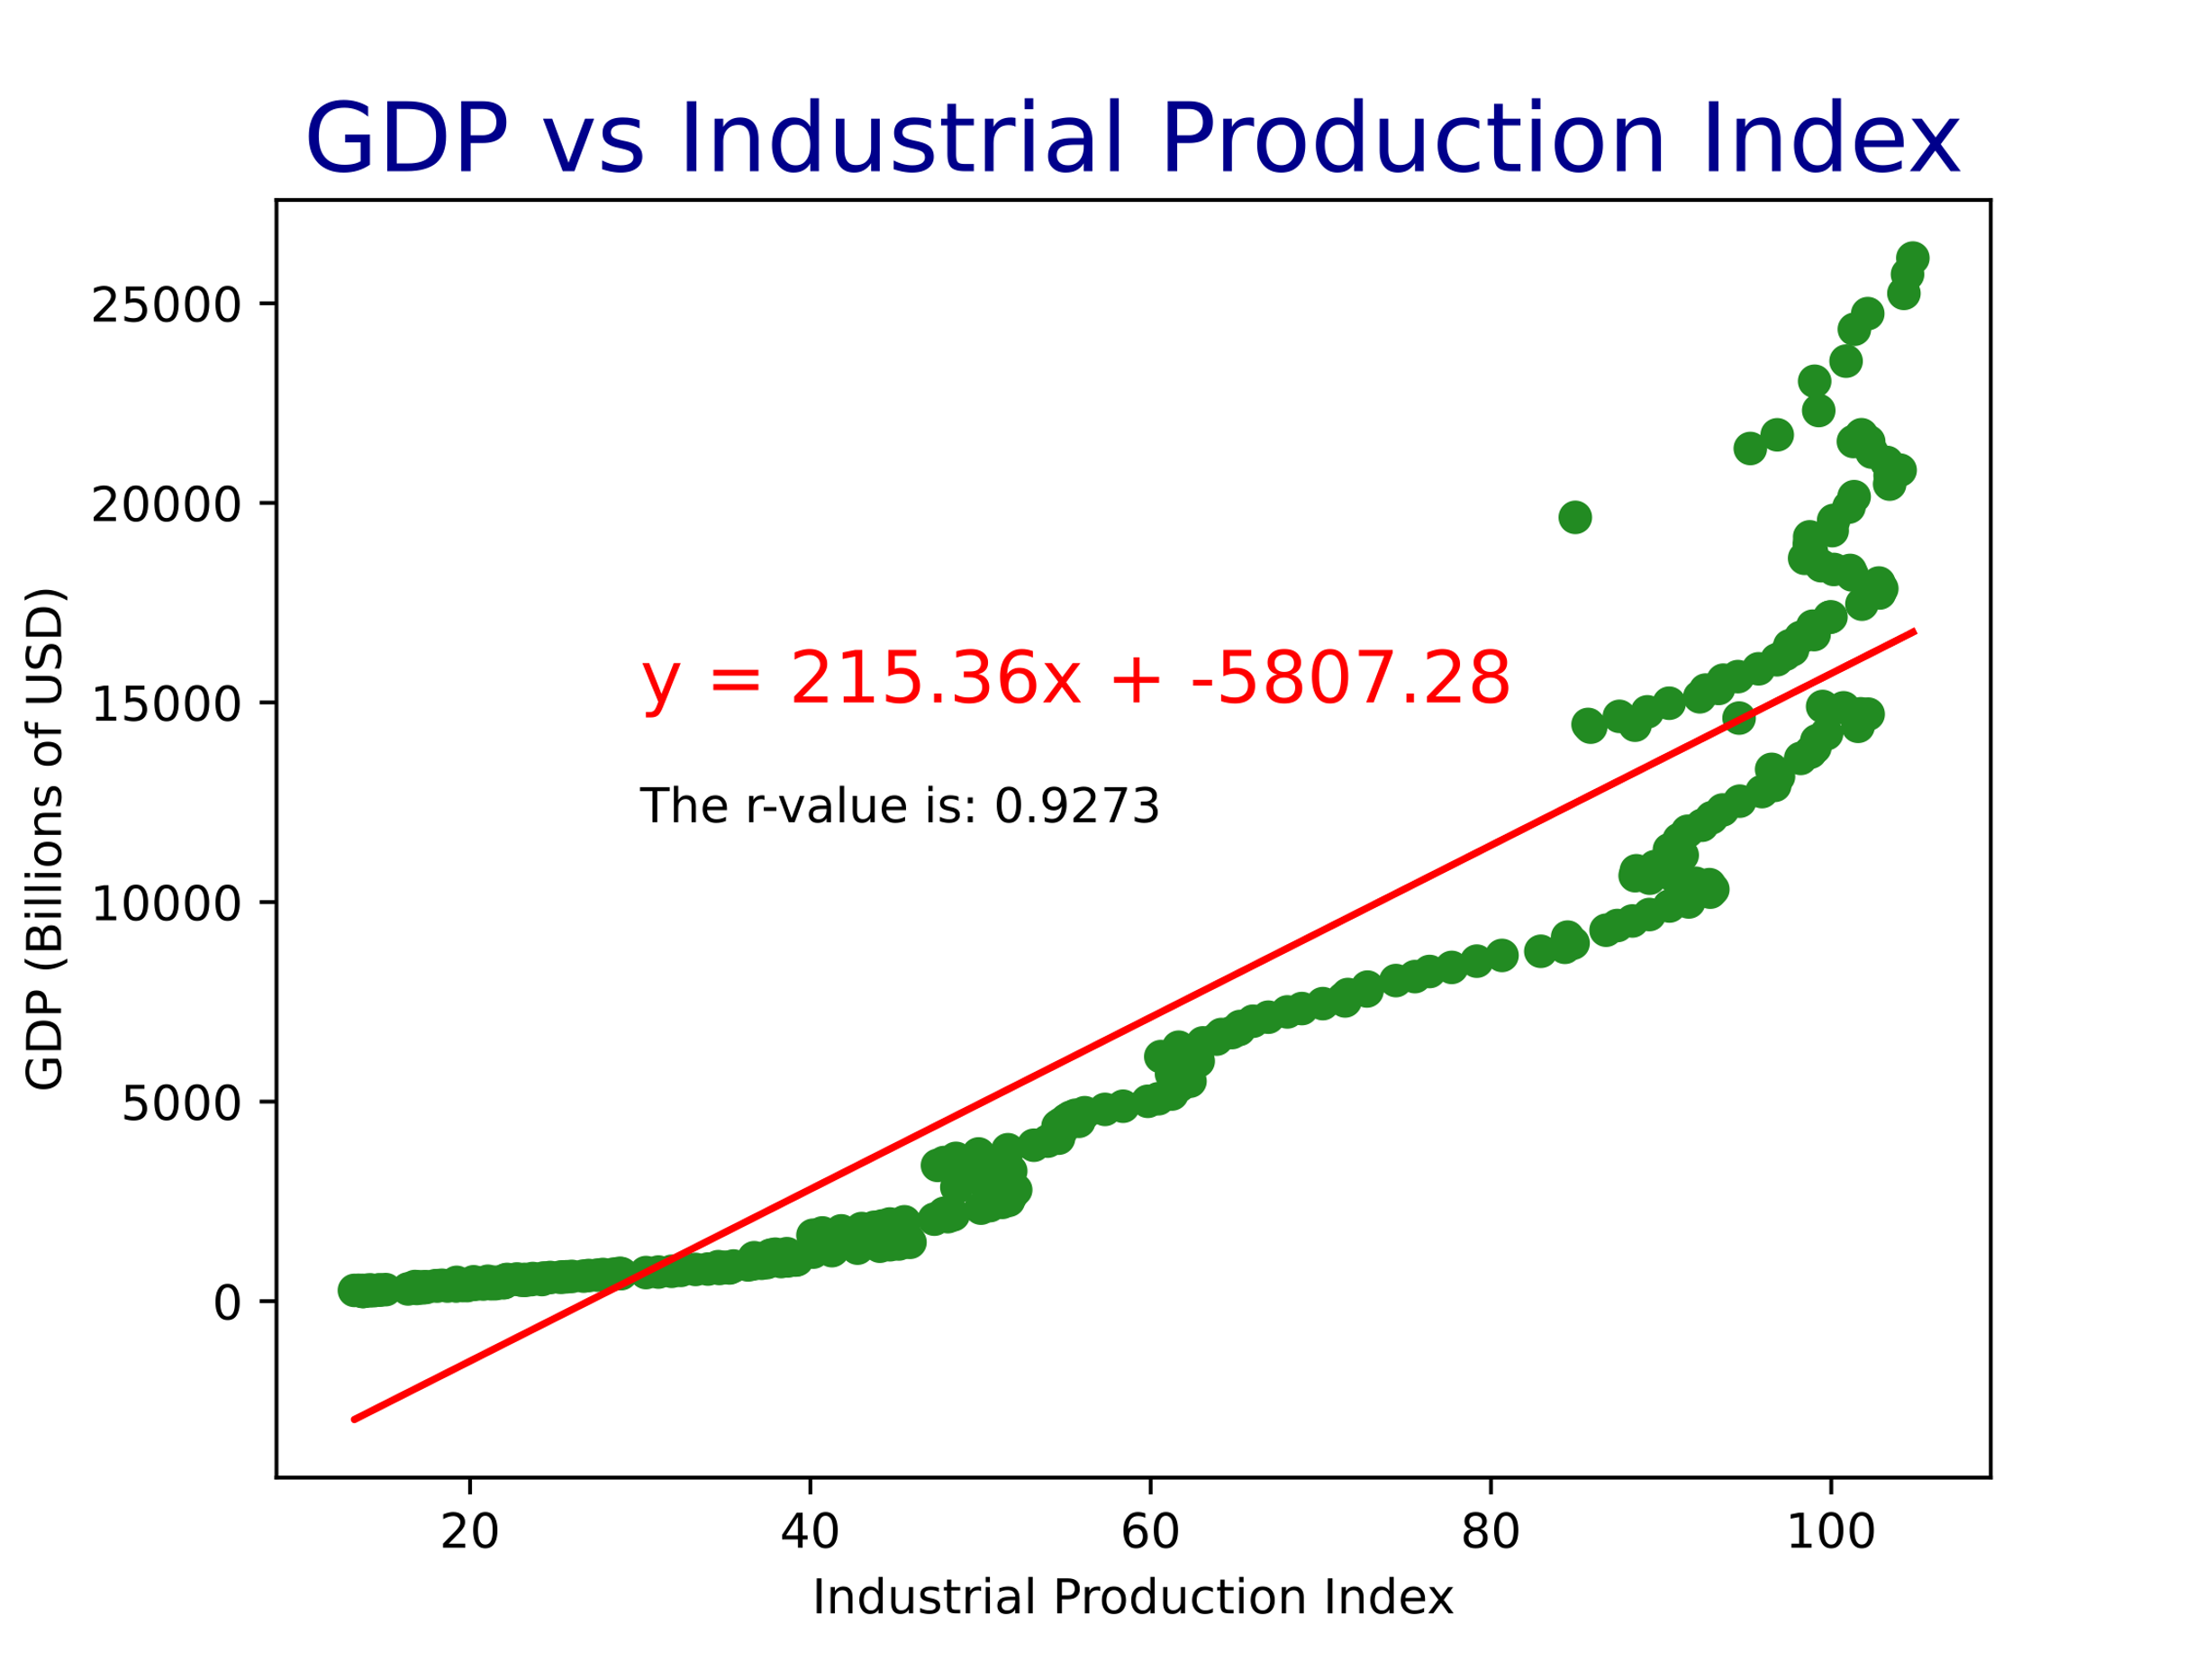 GDP vs Industrial Production Index
GDP (Billions of USD)
25000
20000
15000
10000
5000
0
y = 215.36x + -5807.28
The r-value is: 0.9273
20 40 60 80 100
Industrial Production Index